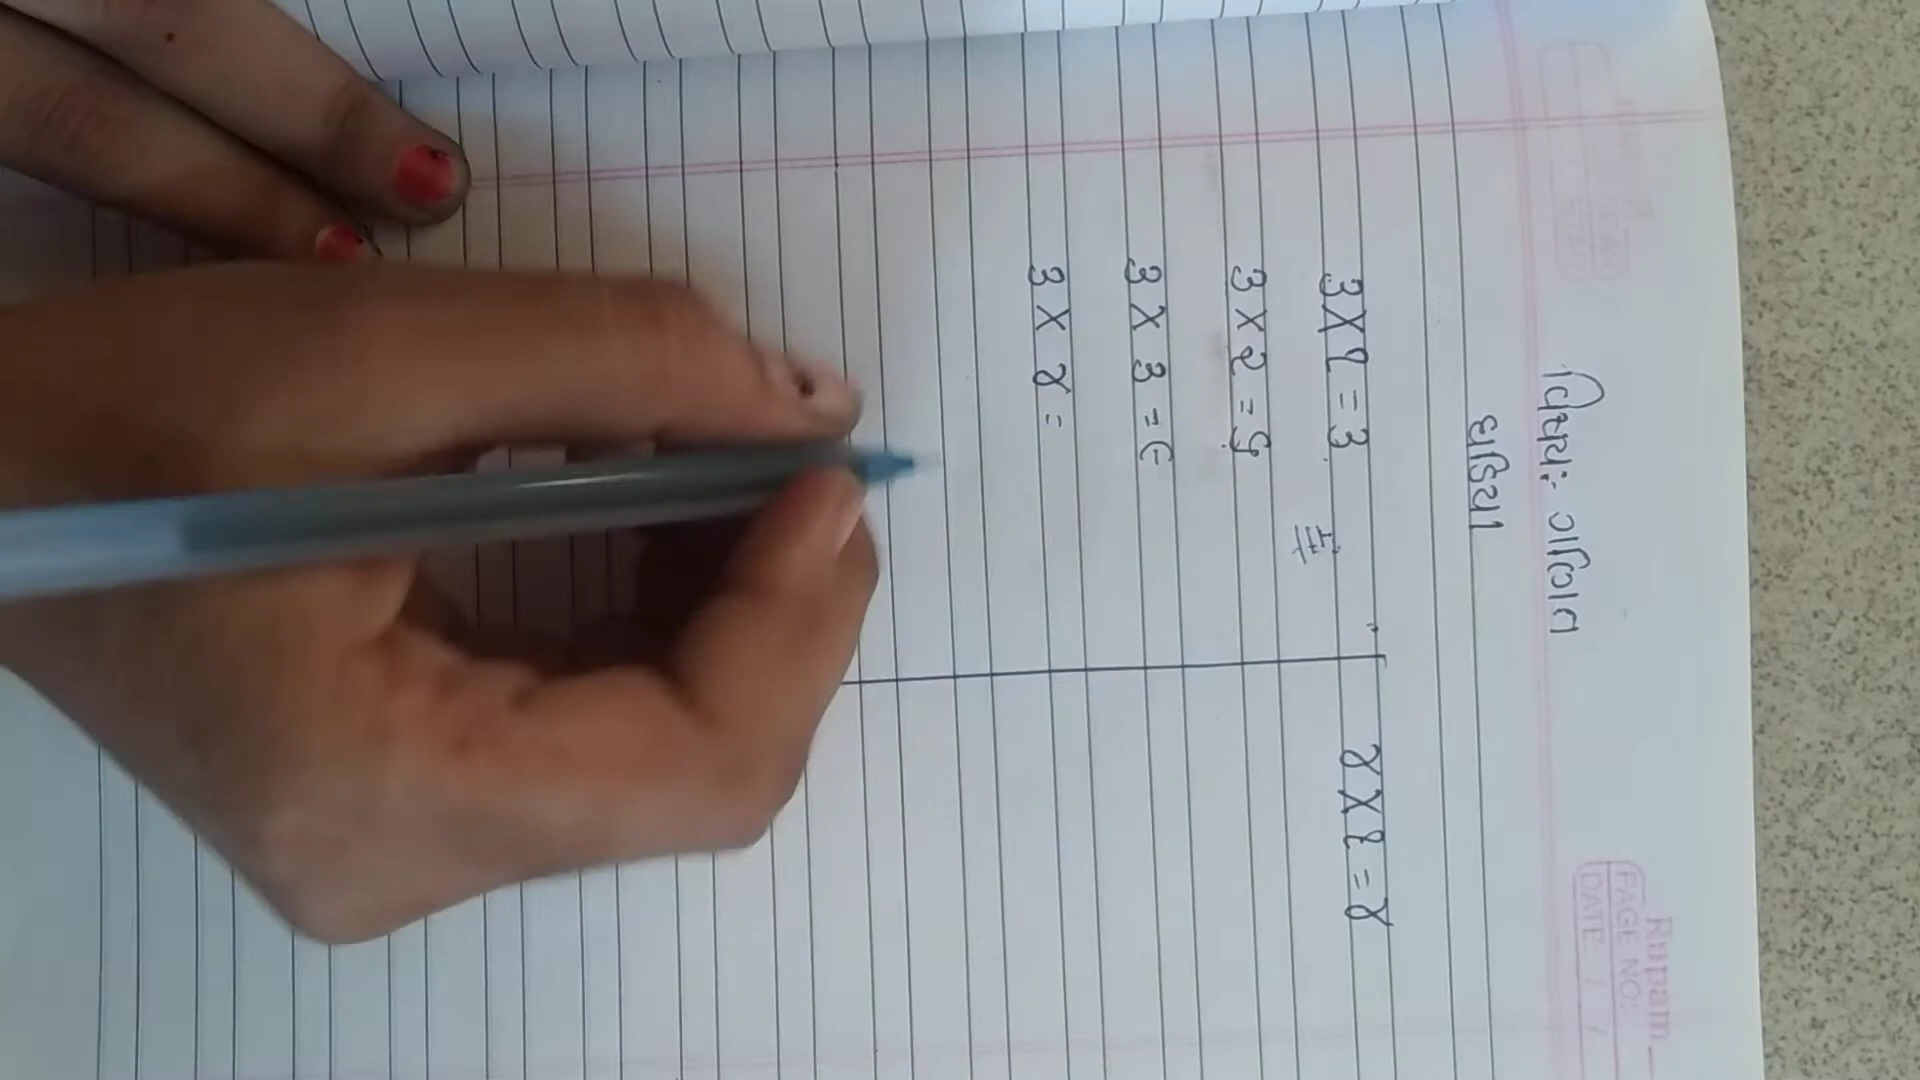 Rupam
PAGE NO:
DATE / /
વિષય:- ગણિત
ઘડિયા
૩ X ૧ = ૩
૩ X ૨ = ૬
૩ X ૩ = ૯
૩ X ૪ =
૪ X ૧ = ૪